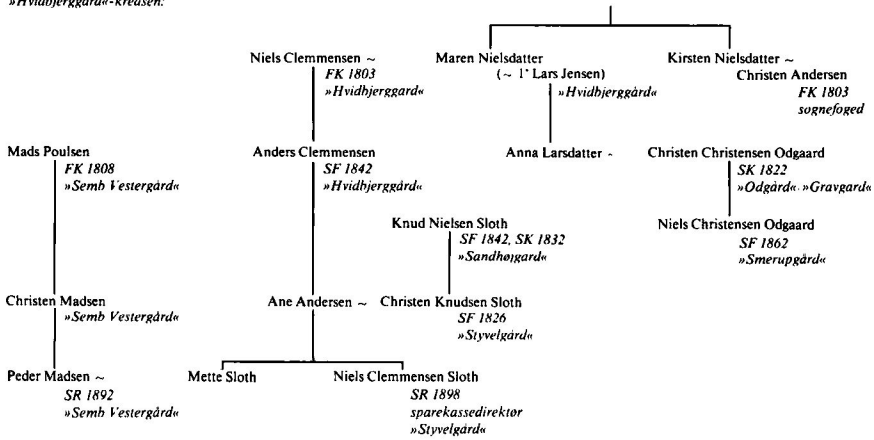 »Hvidbjerggård«-kredsen:
Niels Clemmensen ~
FK 1803
»Hvidbjerggard«
Maren Nielsdatter
(~ 1° Lars Jensen)
»Hvidbjerggård«
Kirsten Nielsdatter ~
Christen Andersen
FK 1803
sognefoged
Mads Poulsen
FK 1808
»Semb Vestergård«
Anders Clemmensen
SF 1842
»Hvidbjerggård«
Anna Larsdatter ~
Christen Christensen Odgaard
SK 1822
»Odgård« »Gravgard«
Knud Nielsen Sloth
SF 1842, SK 1832
»Sandhøjgard«
Niels Christensen Odgaard
SF 1862
»Smerupgård«
Christen Madsen
»Semb Vestergård«
Ane Andersen ~ Christen Knudsen Sloth
SF 1826
»Styvelgård«
Peder Madsen ~
SR 1892
»Semb Vestergård«
Mette Sloth
Niels Clemmensen Sloth
SR 1898
sparekassedirektør
»Styvelgård«